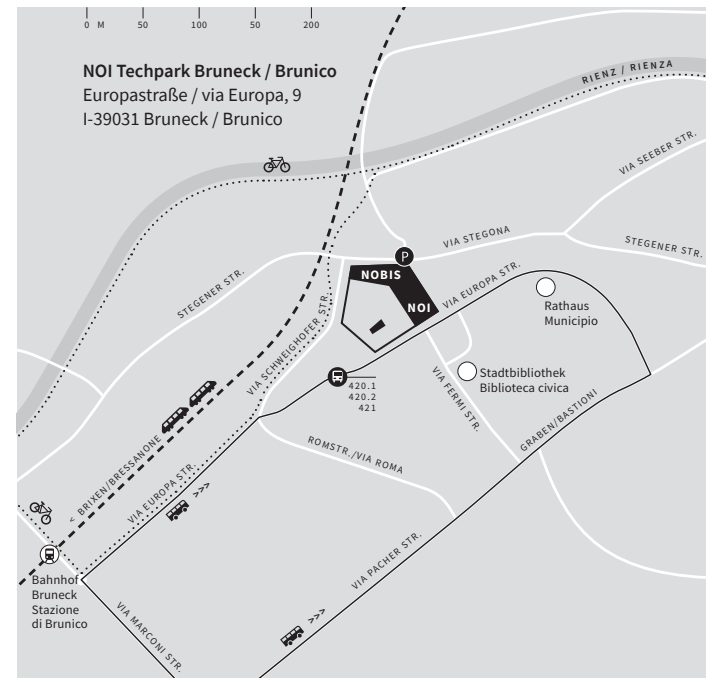 0 M 50 100 50 200
NOI Techpark Bruneck / Brunico
Europastraße / via Europa, 9
I-39031 Bruneck / Brunico
RIENZ / RIENZA
VIA SEEBER STR.
VIA STEGONA
STEGENER STR.
P
STEGENER STR.
NOBIS
NOI
VIA EUROPA STR.
Rathaus
Municipio
VIA SCHWEIGHOFER STR.
420.1
420.2
421
Stadtbibliothek
Biblioteca civica
VIA FERMI STR.
GRABEN/BASTIONI
ROMSTR./VIA ROMA
< BRIXEN/BRESSANONE
VIA EUROPA STR.
>>>
VIA PACHER STR.
Bahnhof
Bruneck
Stazione
di Brunico
VIA MARCONI STR.
>>>